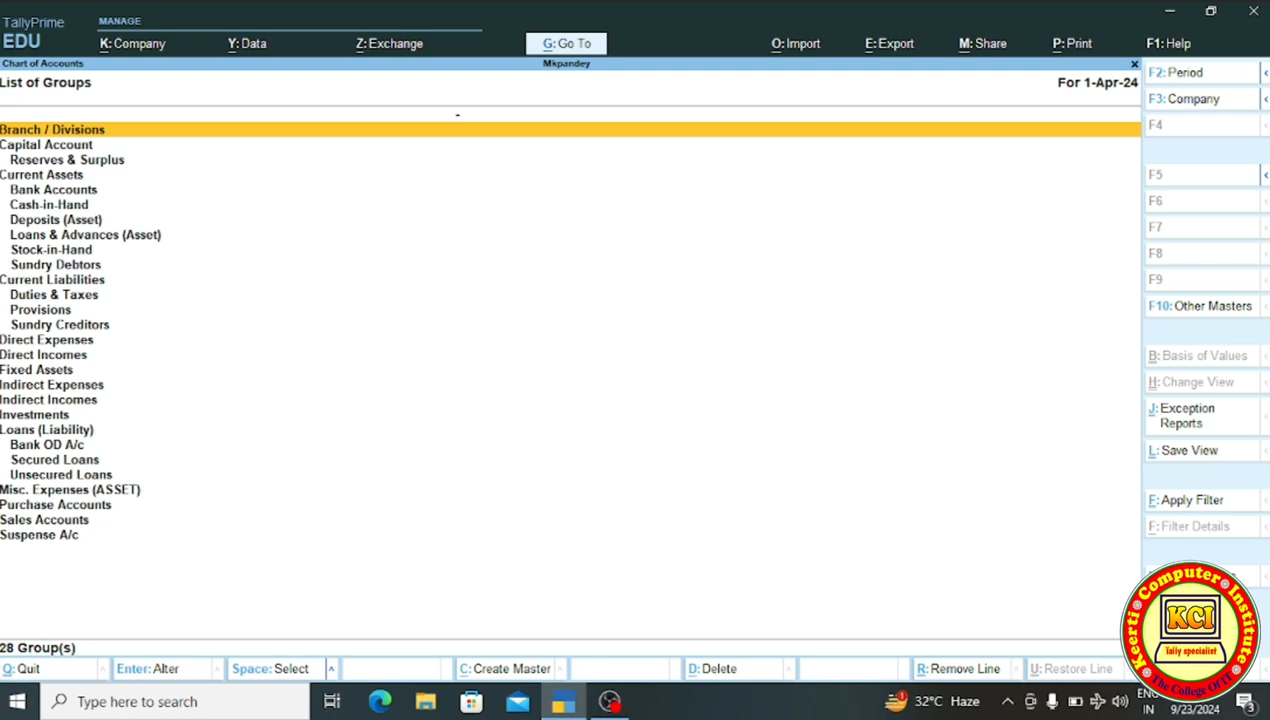 TallyPrime
EDU
MANAGE
K: Company
Y: Data
Z: Exchange
G: Go To
O: Import
E: Export
M: Share
P: Print
F1: Help
Chart of Accounts
Mkpandey
List of Groups
For 1-Apr-24
Branch / Divisions
Capital Account
Reserves & Surplus
Current Assets
Bank Accounts
Cash-in-Hand
Deposits (Asset)
Loans & Advances (Asset)
Stock-in-Hand
Sundry Debtors
Current Liabilities
Duties & Taxes
Provisions
Sundry Creditors
Direct Expenses
Direct Incomes
Fixed Assets
Indirect Expenses
Indirect Incomes
Investments
Loans (Liability)
Bank OD A/c
Secured Loans
Unsecured Loans
Misc. Expenses (ASSET)
Purchase Accounts
Sales Accounts
Suspense A/c
28 Group(s)
F2: Period
F3: Company
F4
F5
F6
F7
F8
F9
F10: Other Masters
B: Basis of Values
H: Change View
J: Exception
Reports
L: Save View
F: Apply Filter
F: Filter Details
Keerti Computer Institute
KCI
Tally specialist
The College Of IT
Q: Quit
Enter: Alter
Space: Select
C: Create Master
D: Delete
R: Remove Line
U: Restore Line
Type here to search
1
32°C Haze
ENG
IN
9/23/2024
3